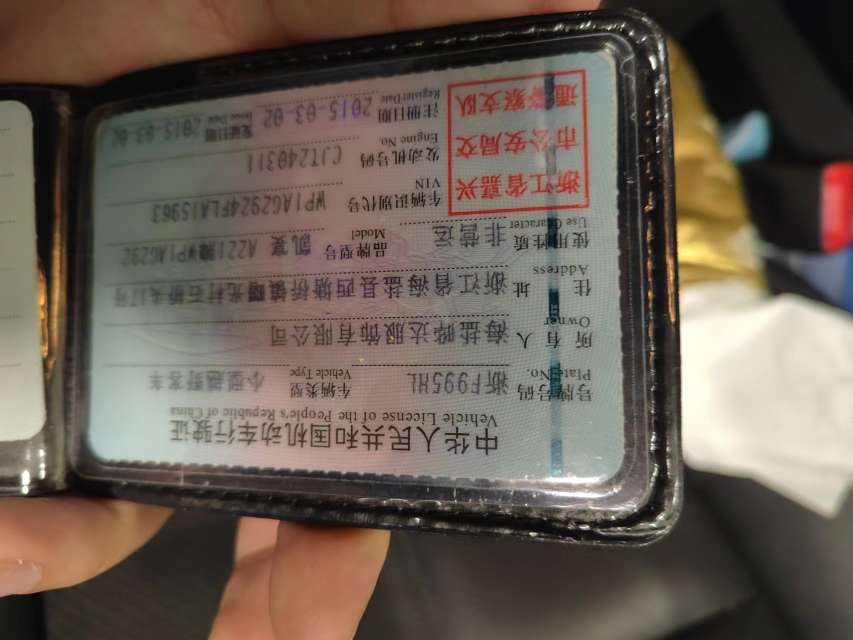 中华人民共和国机动车行驶证
Vehicle License of the People's Republic of China
号牌号码 浙F995HL 车辆类型 小型越野客车
Plate No. Vehicle Type
所有人 海盐晔达服饰有限公司
Owner
住址 浙江省海盐县西塘桥镇曙光村石桥头17号
Address
使用性质 非营运 品牌型号 凯宴 WP1AG292
Use Character Model
浙江省嘉兴
市公安局交
通警察支队
车辆识别代号 WP1AG2924FLA15963
VIN
发动机号码 CJT240311
Engine No.
注册日期 2015-03-02 发证日期 2015-03-02
Register Date Issue Date